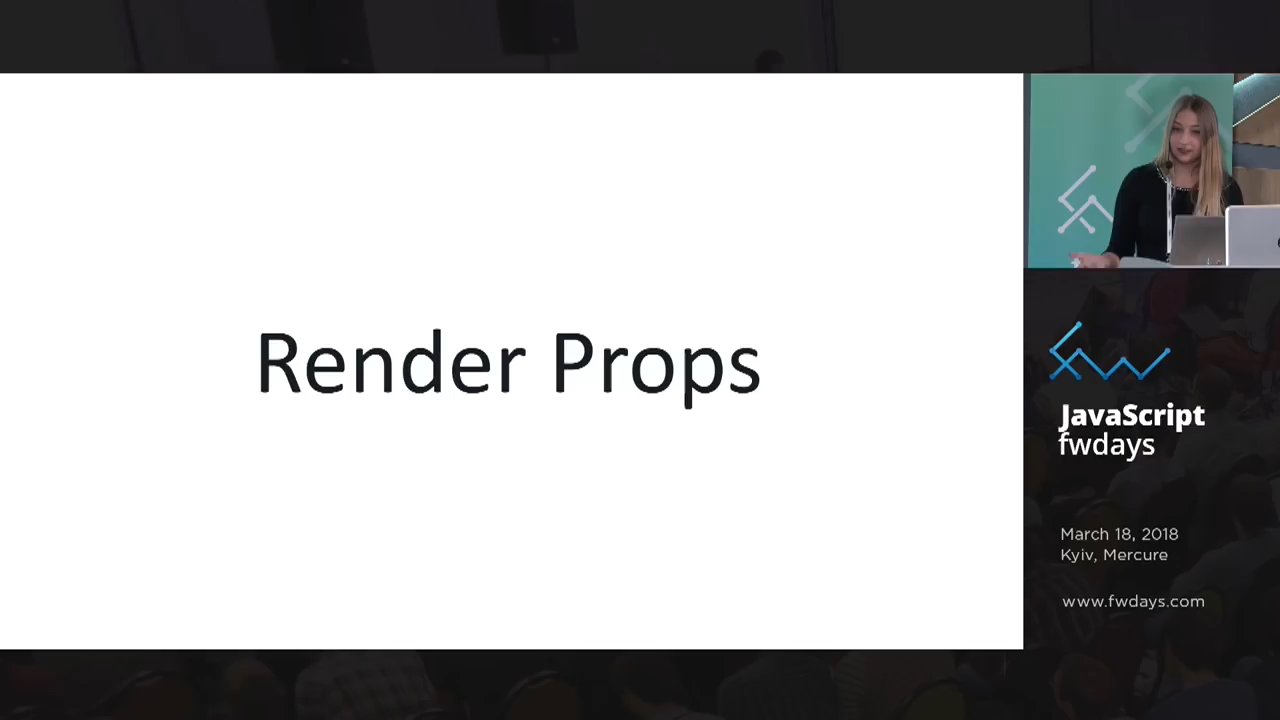 Render Props
JavaScript
fwdays
March 18, 2018
Kyiv, Mercure
www.fwdays.com